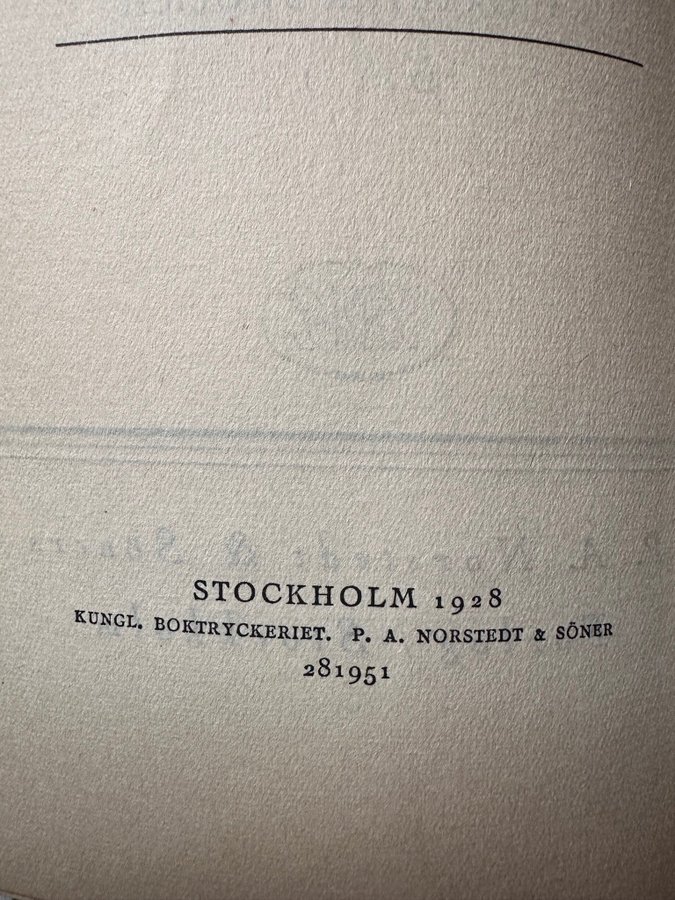 STOCKHOLM 1928
KUNGL. BOKTRYCKERIET. P. A. NORSTEDT & SÖNER
281951